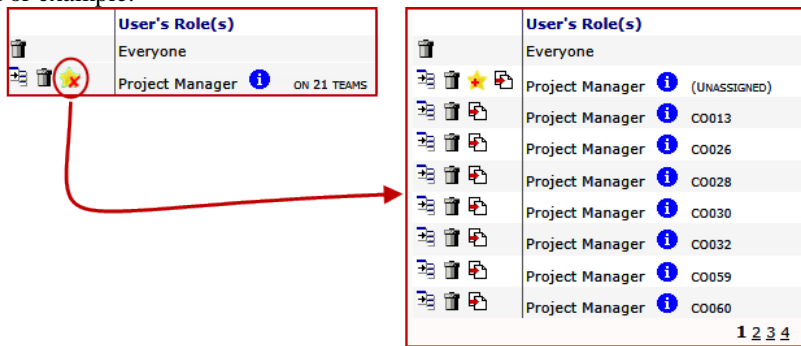 For example:
User's Role(s)
Everyone
Project Manager i ON 21 TEAMS
User's Role(s)
Everyone
Project Manager i (UNASSIGNED)
Project Manager i CO013
Project Manager i CO026
Project Manager i CO028
Project Manager i CO030
Project Manager i CO032
Project Manager i CO059
Project Manager i CO060
1 2 3 4